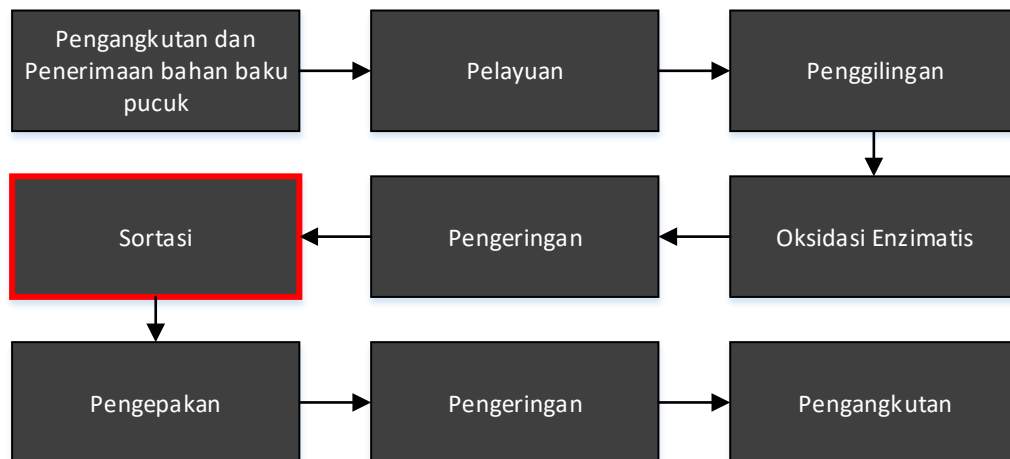 Pengangkutan dan
Penerimaan bahan baku
pucuk
Pelayuan
Penggilingan
Sortasi
Pengeringan
Oksidasi Enzimatis
Pengepakan
Pengeringan
Pengangkutan